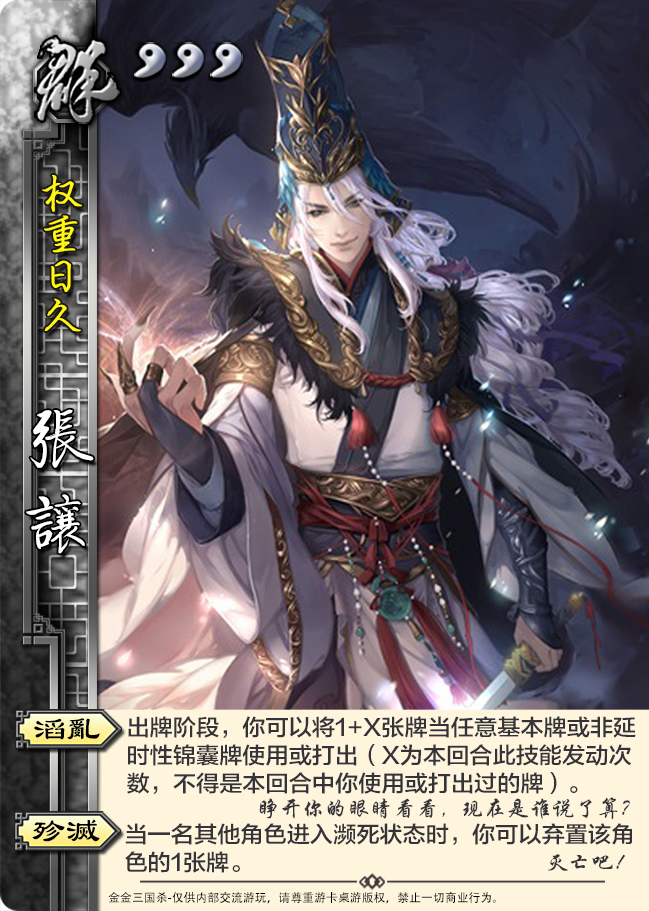 群
999
权重日久
張讓
滔亂
出牌阶段，你可以将1+X张牌当任意基本牌或非延
时性锦囊牌使用或打出（X为本回合此技能发动次
数，不得是本回合中你使用或打出过的牌）。
睁开你的眼睛看看，现在是谁说了算？
殄滅
当一名其他角色进入濒死状态时，你可以弃置该角
色的1张牌。
灭亡吧！
金金三国杀-仅供内部交流游玩，请尊重游卡桌游版权，禁止一切商业行为。